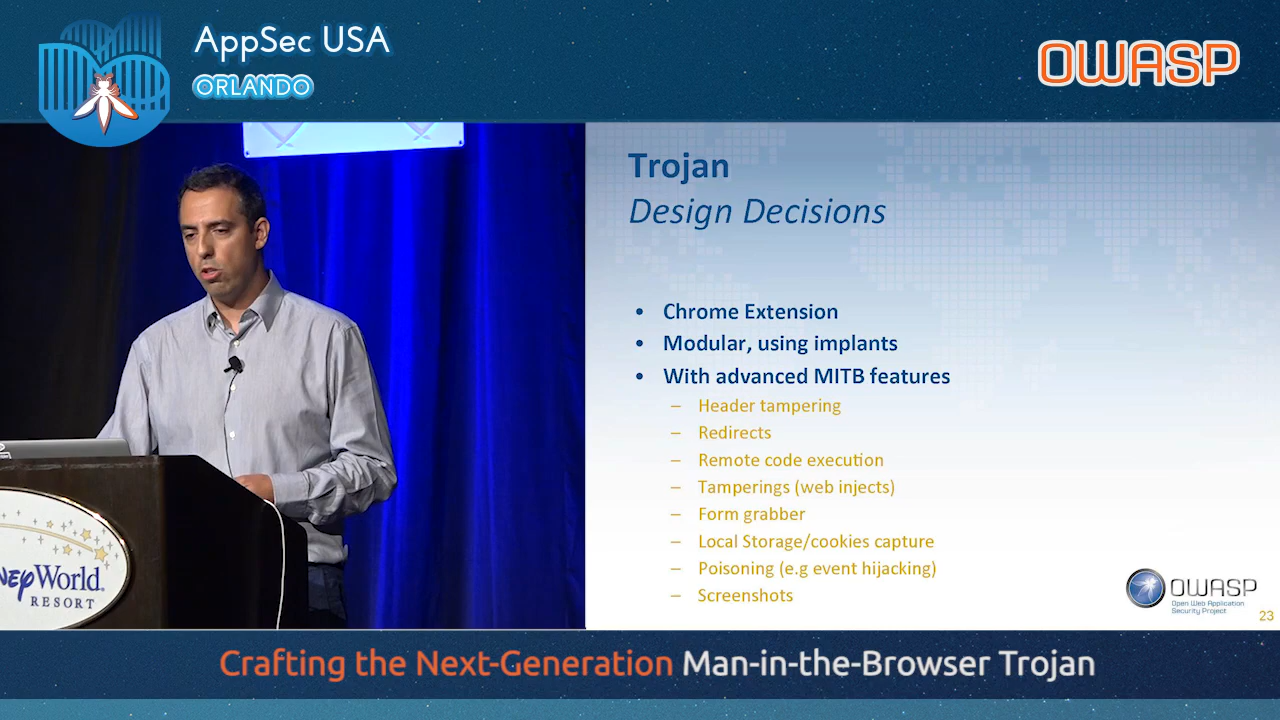 AppSec USA
ORLANDO
OWASP
Trojan
Design Decisions
• Chrome Extension
• Modular, using implants
• With advanced MITB features
– Header tampering
– Redirects
– Remote code execution
– Tamperings (web injects)
– Form grabber
– Local Storage/cookies capture
– Poisoning (e.g event hijacking)
– Screenshots
World
RESORT
OWASP
Open Web Application
Security Project
23
Crafting the Next-Generation Man-in-the-Browser Trojan